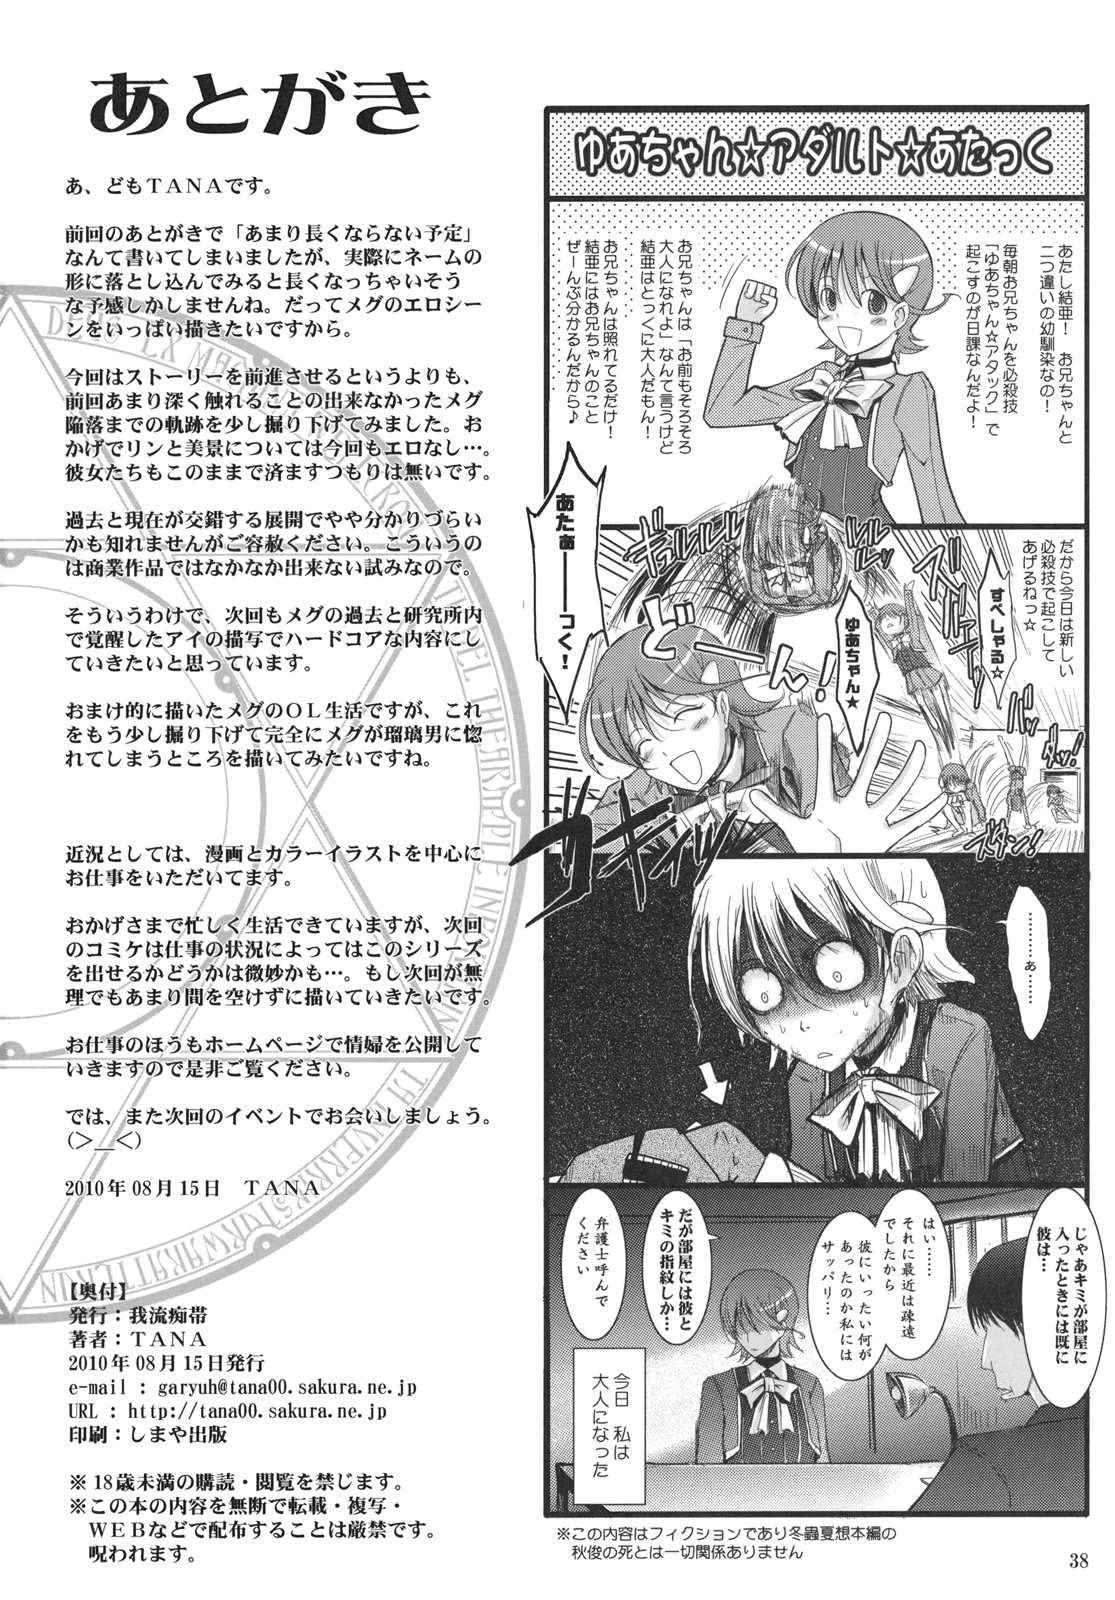 あとがき
あ、どもＴＡＮＡです。
前回のあとがきで「あまり長くならない予定」
なんて書いてしまいましたが、実際にネームの
形に落とし込んでみると長くなっちゃいそう
な予感しかしませんね。だってメグのエロシー
ンをいっぱい描きたいですから。
今回はストーリーを前進させるというよりも、
前回あまり深く触れることの出来なかったメグ
陥落までの軌跡を少し掘り下げてみました。お
かげでリンと美景については今回もエロなし…。
彼女たちもこのままで済ますつもりは無いです。
過去と現在が交錯する展開でやや分かりづらい
かも知れませんがご容赦ください。こういうの
は商業作品ではなかなか出来ない試みなので。
そういうわけで、次回もメグの過去と研究所内
で覚醒したアイの描写でハードコアな内容にし
ていきたいと思っています。
おまけ的に描いたメグのＯＬ生活ですが、これ
をもう少し掘り下げて完全にメグが瑠璃男に惚
れてしまうところを描いてみたいですね。
近況としては、漫画とカラーイラストを中心に
お仕事をいただいてます。
おかげさまで忙しく生活できていますが、次回
のコミケは仕事の状況によってはこのシリーズ
を出せるかどうかは微妙かも…。もし次回が無
理でもあまり間を空けずに描いていきたいです。
お仕事のほうもホームページで情婦を公開して
いきますので是非ご覧ください。
では、また次回のイベントでお会いしましょう。
(＞＿＜)
2010年08月15日　ＴＡＮＡ
【奥付】
発行：我流痴帯
著者：ＴＡＮＡ
2010年08月15日発行
e-mail : garyuh@tana00.sakura.ne.jp
URL : http://tana00.sakura.ne.jp
印刷：しまや出版
※18歳未満の購読・閲覧を禁じます。
※この本の内容を無断で転載・複写・
ＷＥＢなどで配布することは厳禁です。
呪われます。
ゆあちゃん☆アダルト☆あたっく
あたし結亜！　お兄ちゃんと
二つ違いの幼馴染なの！
毎朝お兄ちゃんを必殺技
「ゆあちゃん☆アタック」で
起こすのが日課なんだよ！
お兄ちゃんは「お前もそろそろ
大人になれよ」なんて言うけど
結亜はとっくに大人だもん！
お兄ちゃんは照れてるだけ！
結亜にはお兄ちゃんのこと
ぜーんぶ分かるんだから♪
だから今日は新しい
必殺技で起こして
あげるねっ☆
すぺしゃる☆
ゆあちゃん☆
あたぁーーっく！
ダッ！
ズダン！
ギュルルル
どーーん！
ゴキィッ
………ぁ……
じゃあキミが部屋に
入ったときには既に
彼は…
はい……
それに最近は疎遠
でしたから
彼にいったい何が
あったのか私には
サッパリ…
だが部屋には彼と
キミの指紋しか…
弁護士呼んで
ください
今日　私は
大人になった
※この内容はフィクションであり冬蟲夏想本編の
秋俊の死とは一切関係ありません
38